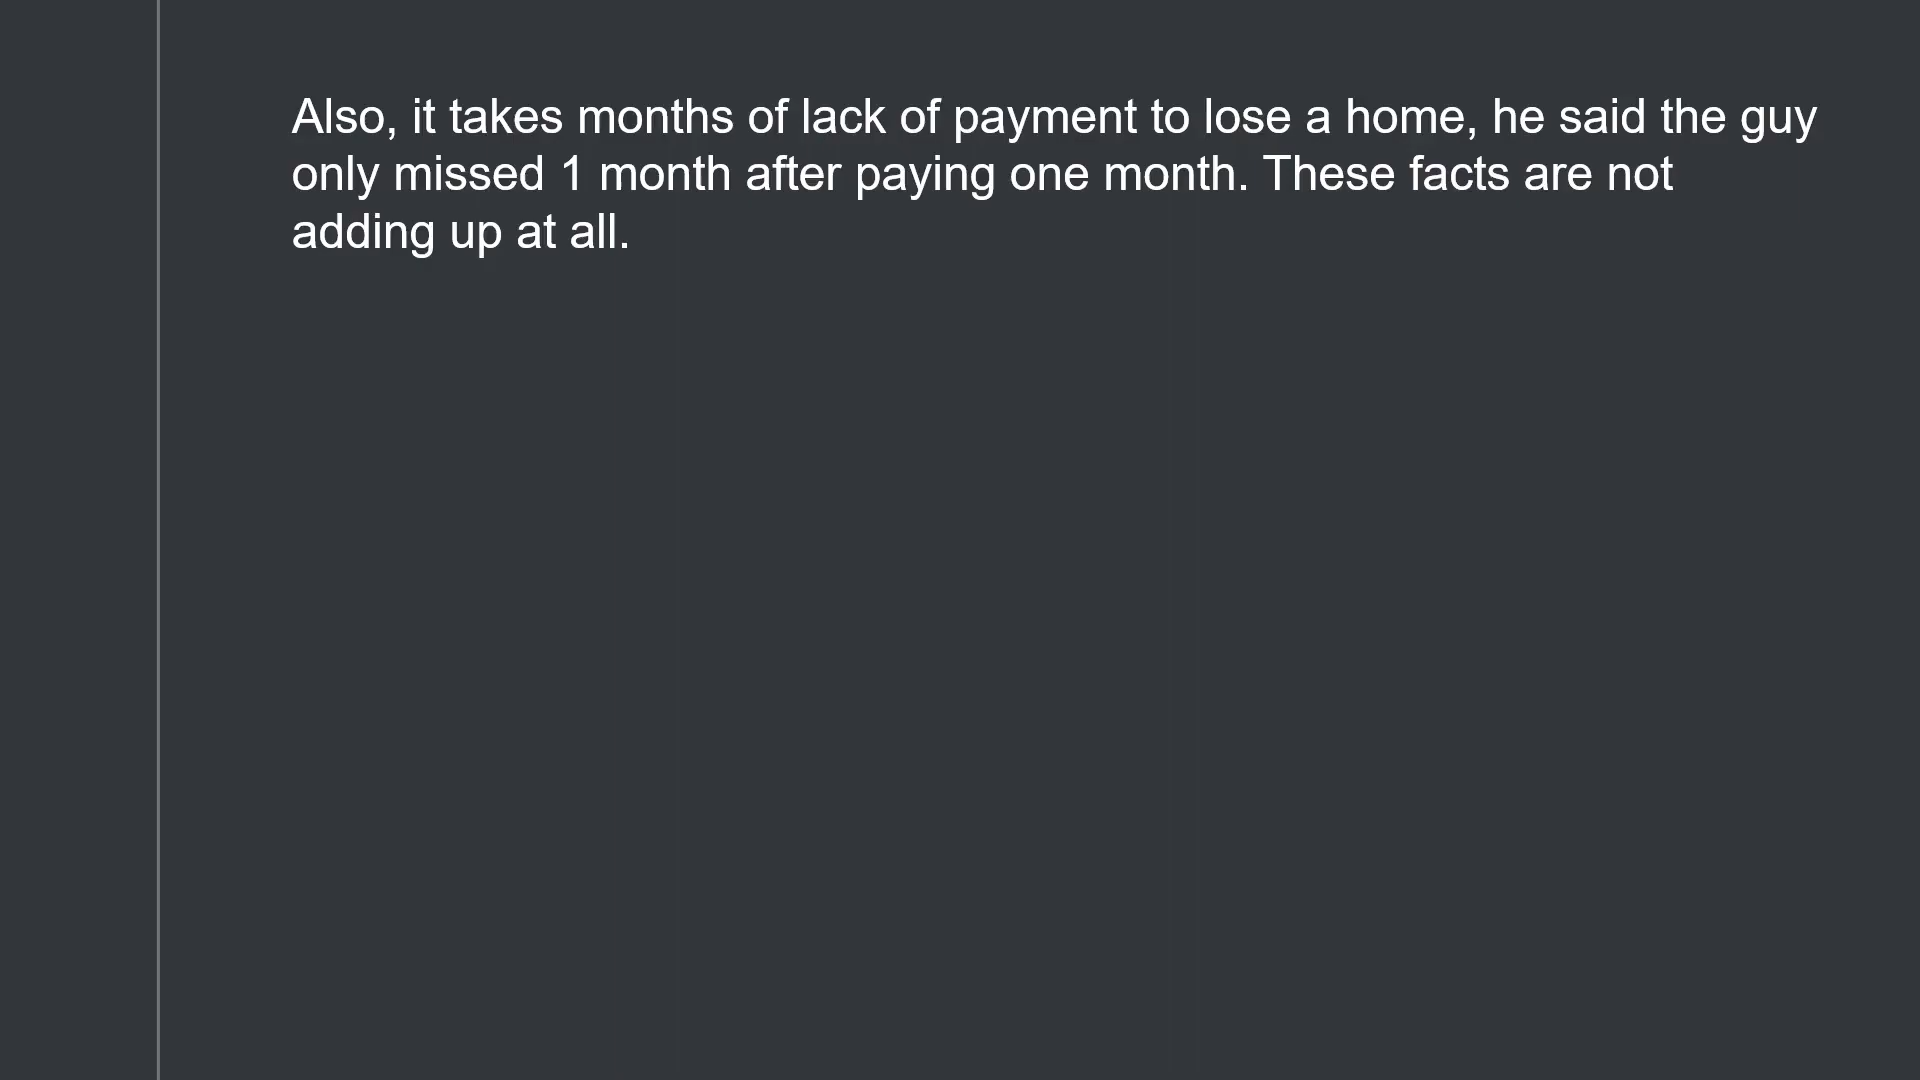 Also, it takes months of lack of payment to lose a home, he said the guy
only missed 1 month after paying one month. These facts are not
adding up at all.